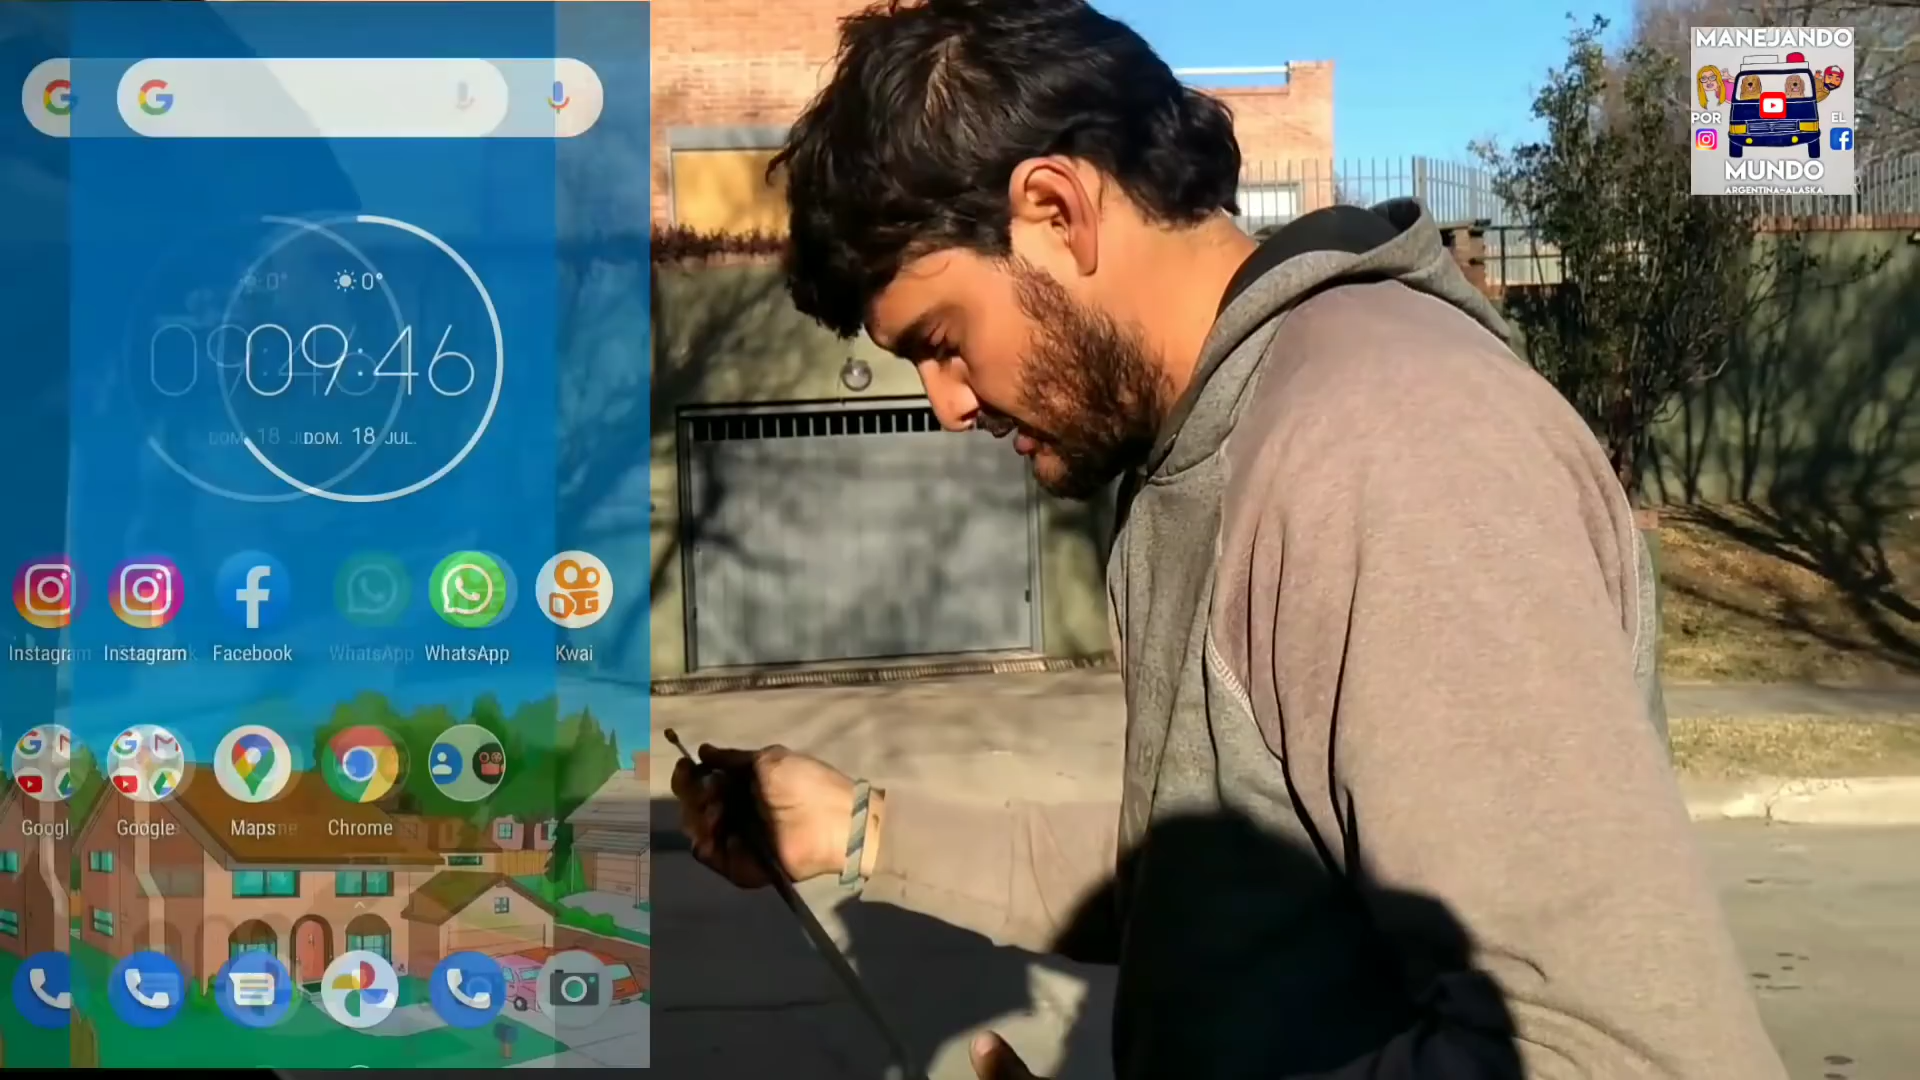 0°
09:46
DOM. 18 JUL.
Instagram
Instagram
Facebook
WhatsApp
WhatsApp
Kwai
Google
Google
Maps
Chrome
MANEJANDO
POR EL
MUNDO
ARGENTINA-ALASKA